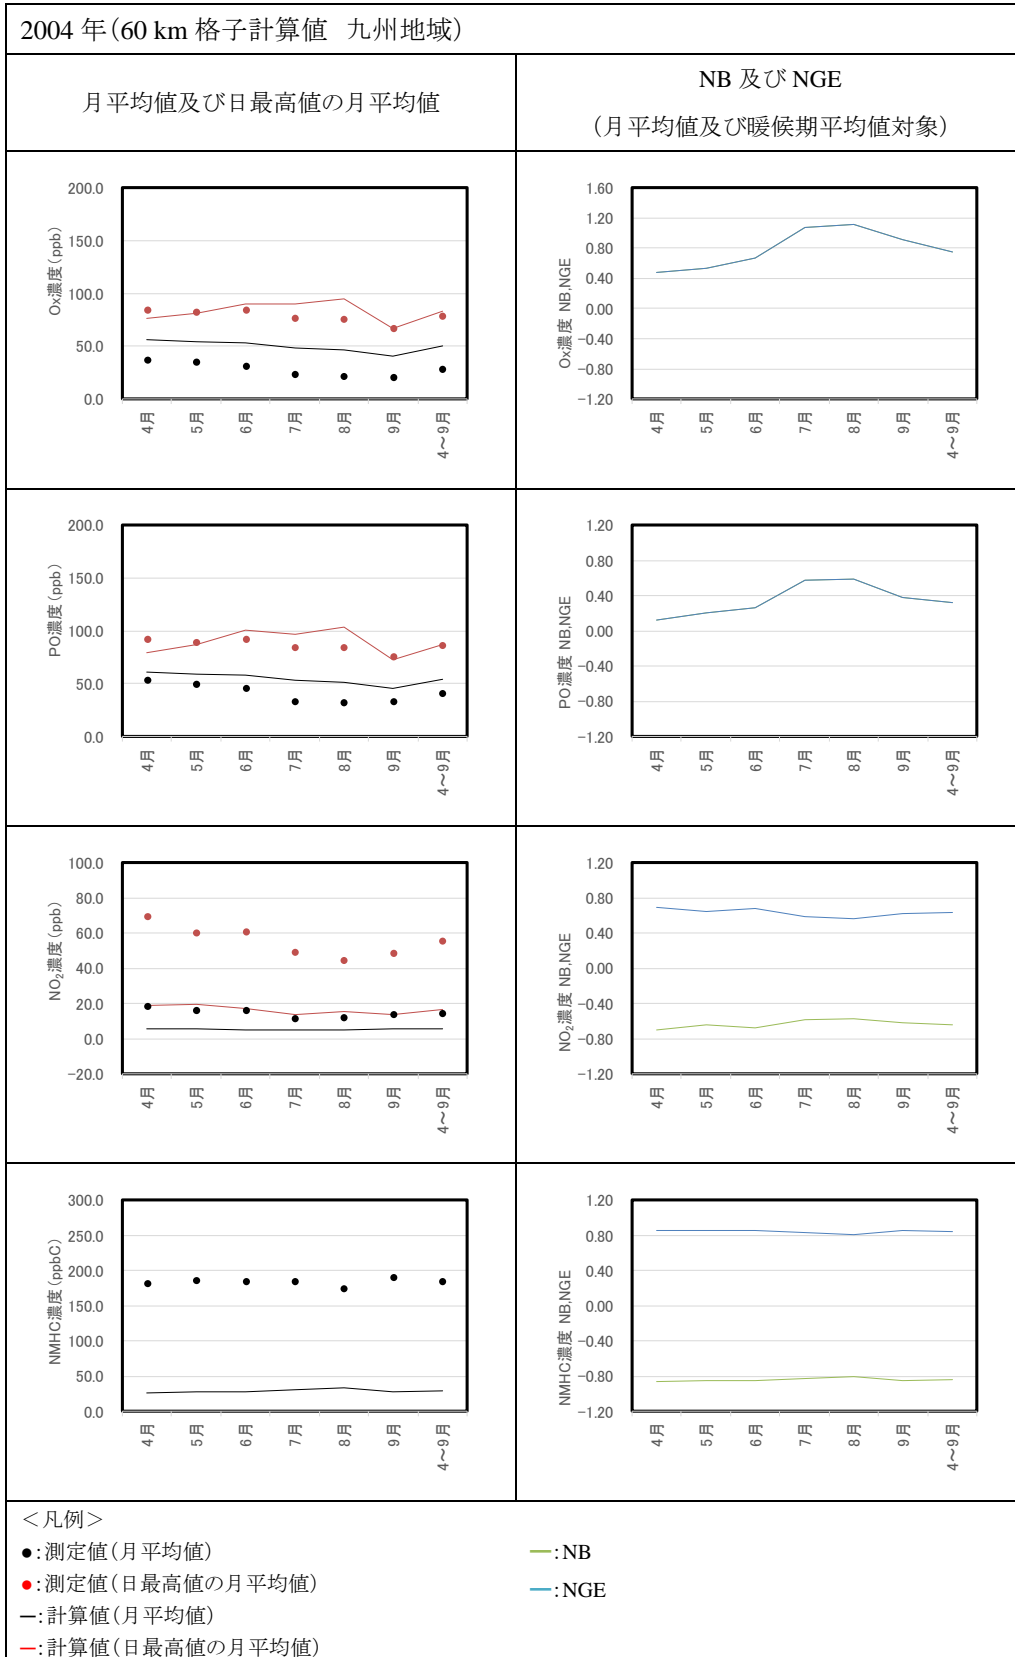 2004 年(60 km 格子計算値 九州地域)
月平均値及び日最高値の月平均値
NB 及び NGE
(月平均値及び暖候期平均値対象)
Ox濃度(ppb)
200.0
150.0
100.0
50.0
0.0
4月
5月
6月
7月
8月
9月
4～9月
Ox濃度 NB,NGE
1.60
1.20
0.80
0.40
0.00
-0.40
-0.80
-1.20
4月
5月
6月
7月
8月
9月
4～9月
PO濃度(ppb)
200.0
150.0
100.0
50.0
0.0
4月
5月
6月
7月
8月
9月
4～9月
PO濃度 NB,NGE
1.20
0.80
0.40
0.00
-0.40
-0.80
-1.20
4月
5月
6月
7月
8月
9月
4～9月
NO₂濃度(ppb)
100.0
80.0
60.0
40.0
20.0
0.0
-20.0
4月
5月
6月
7月
8月
9月
4～9月
NO₂濃度 NB,NGE
1.20
0.80
0.40
0.00
-0.40
-0.80
-1.20
4月
5月
6月
7月
8月
9月
4～9月
NMHC濃度(ppbC)
300.0
250.0
200.0
150.0
100.0
50.0
0.0
4月
5月
6月
7月
8月
9月
4～9月
NMHC濃度 NB,NGE
1.20
0.80
0.40
0.00
-0.40
-0.80
-1.20
4月
5月
6月
7月
8月
9月
4～9月
＜凡例＞
●:測定値(月平均値)
●:測定値(日最高値の月平均値)
ー:計算値(月平均値)
ー:計算値(日最高値の月平均値)
ー:NB
ー:NGE